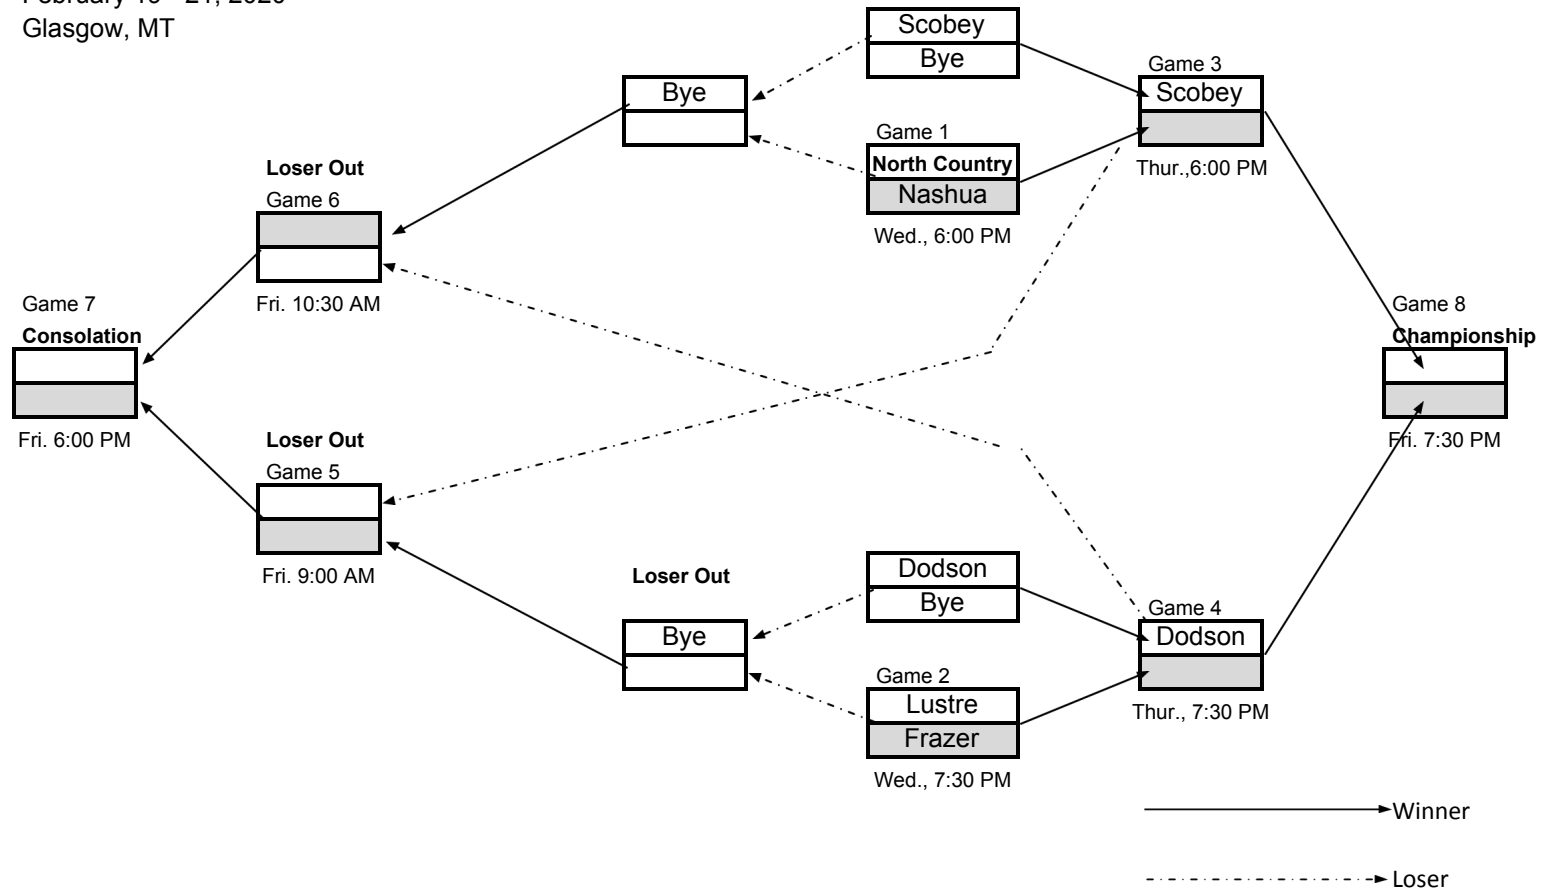 Glasgow, MT
Scobey
Bye
Game 3
Bye
Scobey
Game 1
Loser Out
North Country
Thur.,6:00 PM
Game 6
Nashua
Wed., 6:00 PM
Game 7
Fri. 10:30 AM
Game 8
Consolation
Championship
Fri. 6:00 PM
Loser Out
Fri. 7:30 PM
Game 5
Fri. 9:00 AM
Loser Out
Dodson
Bye
Game 4
Bye
Dodson
Game 2
Lustre
Thur., 7:30 PM
Frazer
Wed., 7:30 PM
Winner
Loser